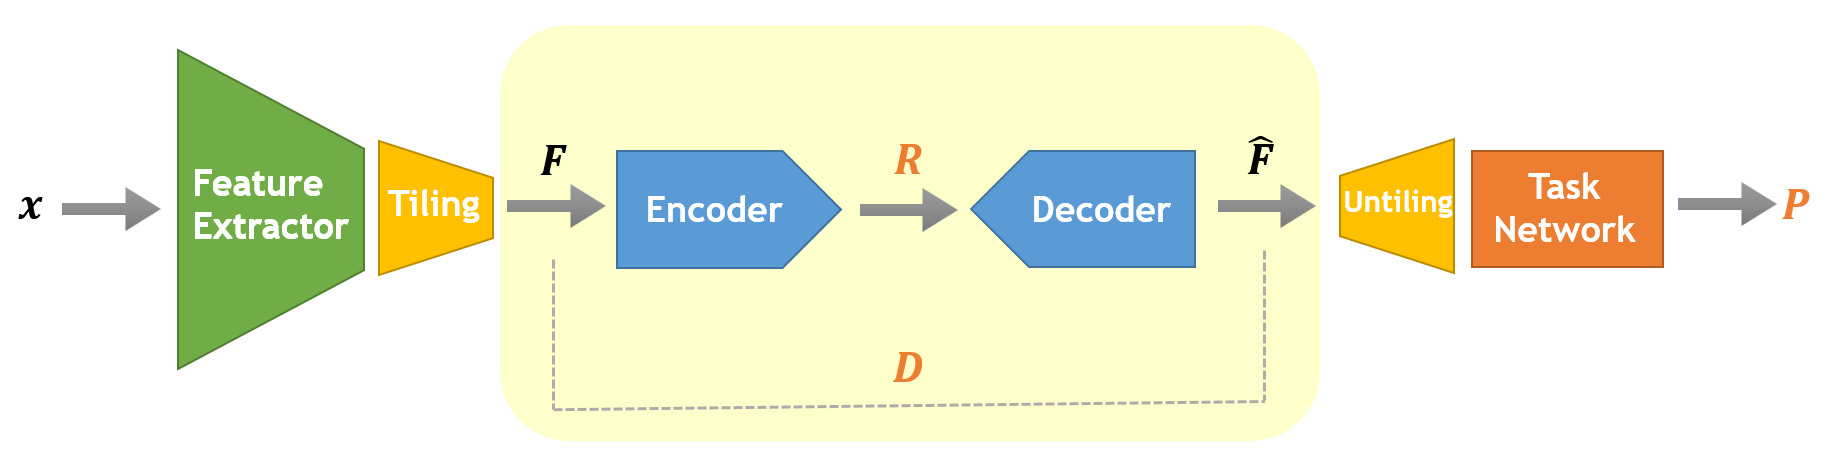 x
Feature
Extractor
Tiling
F
Encoder
R
Decoder
F̂
Untiling
Task
Network
P
D